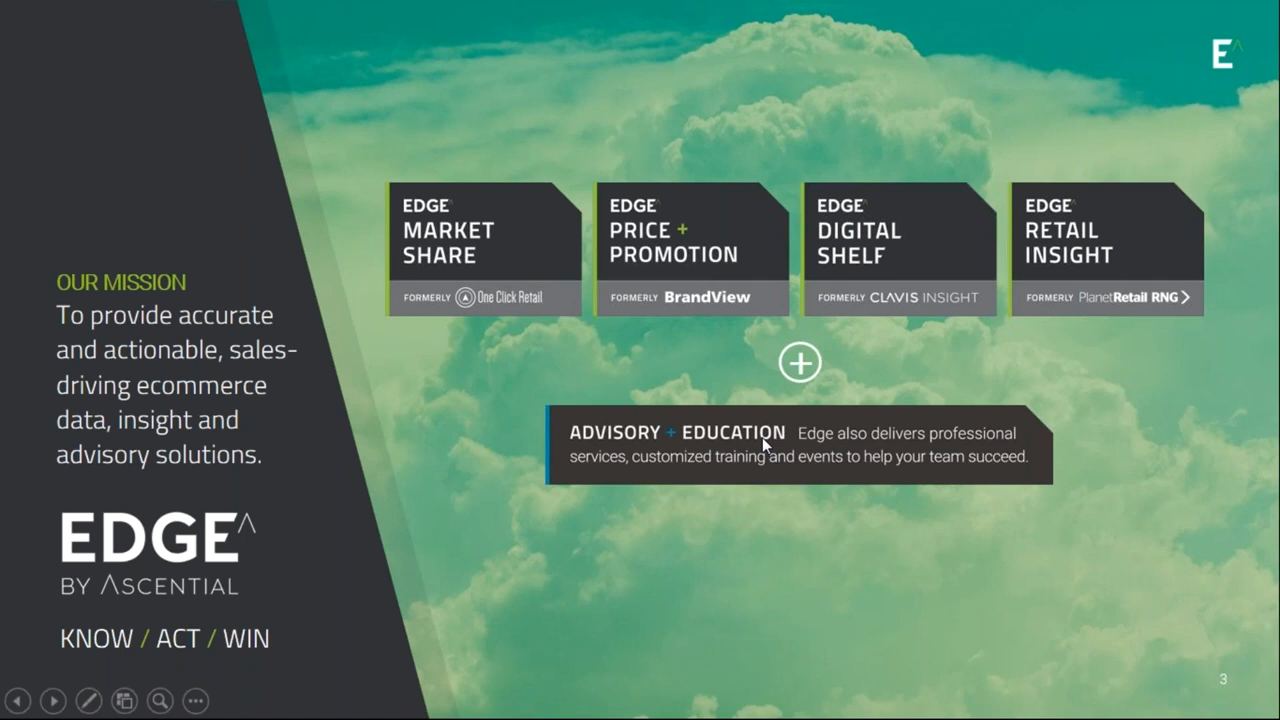 E^
OUR MISSION
To provide accurate
and actionable, sales-
driving ecommerce
data, insight and
advisory solutions.
EDGE^
BY ASCENTIAL
KNOW / ACT / WIN
EDGE^
MARKET
SHARE
FORMERLY One Click Retail
EDGE^
PRICE +
PROMOTION
FORMERLY BrandView
EDGE^
DIGITAL
SHELF
FORMERLY CLAVIS INSIGHT
EDGE^
RETAIL
INSIGHT
FORMERLY PlanetRetail RNG
+
ADVISORY + EDUCATION Edge also delivers professional
services, customized training and events to help your team succeed.
3